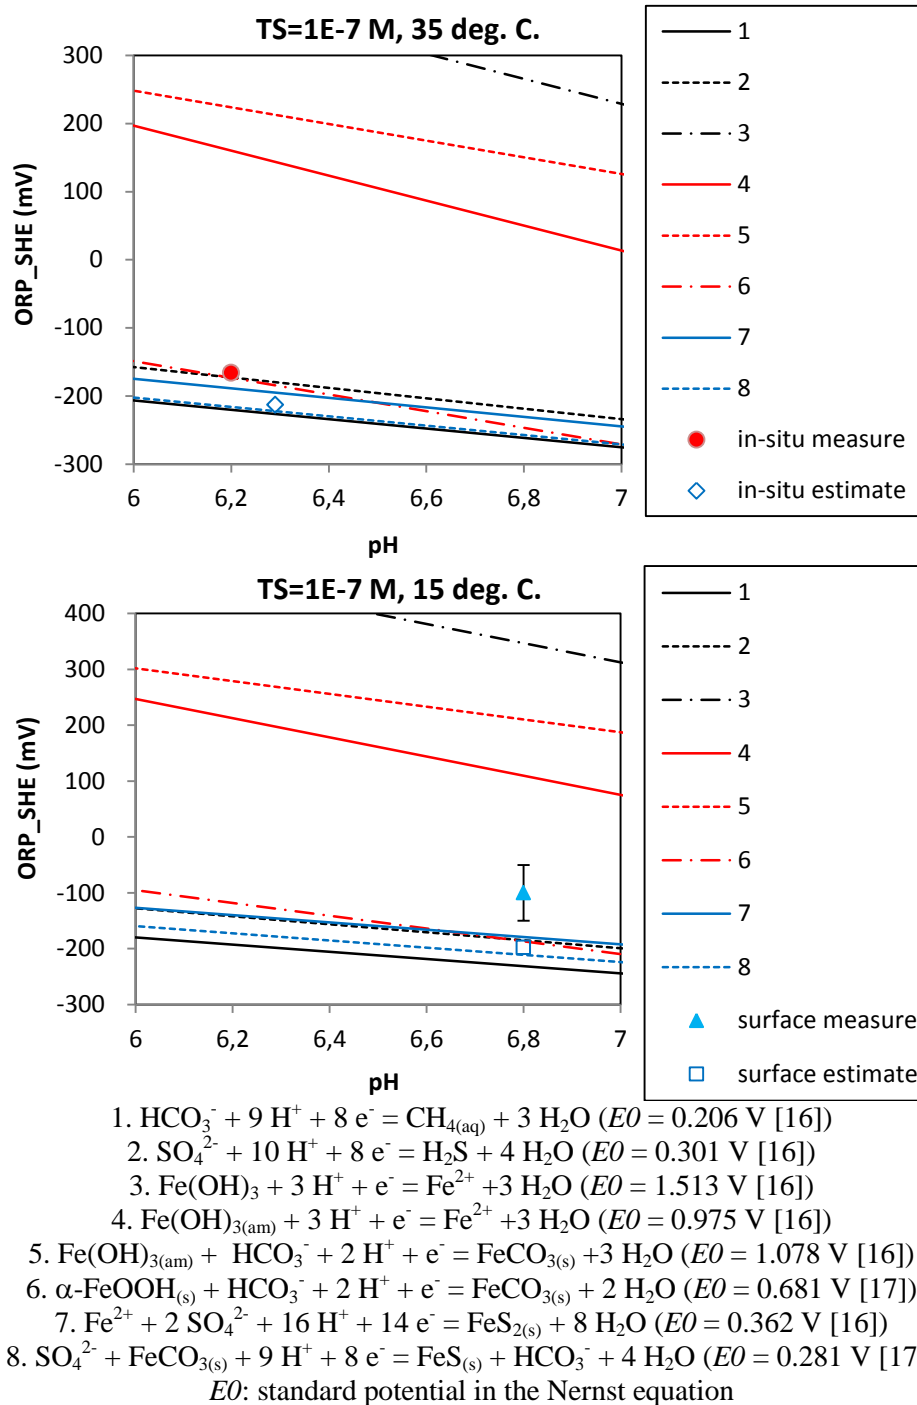 TS=1E-7 M, 35 deg. C.
300
200
100
0
-100
-200
-300
ORP_SHE (mV)
6
6,2
6,4
6,6
6,8
7
pH
1
2
3
4
5
6
7
8
in-situ measure
in-situ estimate
TS=1E-7 M, 15 deg. C.
400
300
200
100
0
-100
-200
-300
ORP_SHE (mV)
6
6,2
6,4
6,6
6,8
7
pH
1
2
3
4
5
6
7
8
surface measure
surface estimate
1. HCO₃⁻ + 9 H⁺ + 8 e⁻ = CH₄₍aq₎ + 3 H₂O (E0 = 0.206 V [16])
2. SO₄²⁻ + 10 H⁺ + 8 e⁻ = H₂S + 4 H₂O (E0 = 0.301 V [16])
3. Fe(OH)₃ + 3 H⁺ + e⁻ = Fe²⁺ +3 H₂O (E0 = 1.513 V [16])
4. Fe(OH)₃₍am₎ + 3 H⁺ + e⁻ = Fe²⁺ +3 H₂O (E0 = 0.975 V [16])
5. Fe(OH)₃₍am₎ + HCO₃⁻ + 2 H⁺ + e⁻ = FeCO₃₍s₎ +3 H₂O (E0 = 1.078 V [16])
6. α-FeOOH₍s₎ + HCO₃⁻ + 2 H⁺ + e⁻ = FeCO₃₍s₎ + 2 H₂O (E0 = 0.681 V [17])
7. Fe²⁺ + 2 SO₄²⁻ + 16 H⁺ + 14 e⁻ = FeS₂₍s₎ + 8 H₂O (E0 = 0.362 V [16])
8. SO₄²⁻ + FeCO₃₍s₎ + 9 H⁺ + 8 e⁻ = FeS₍s₎ + HCO₃⁻ + 4 H₂O (E0 = 0.281 V [17
E0: standard potential in the Nernst equation